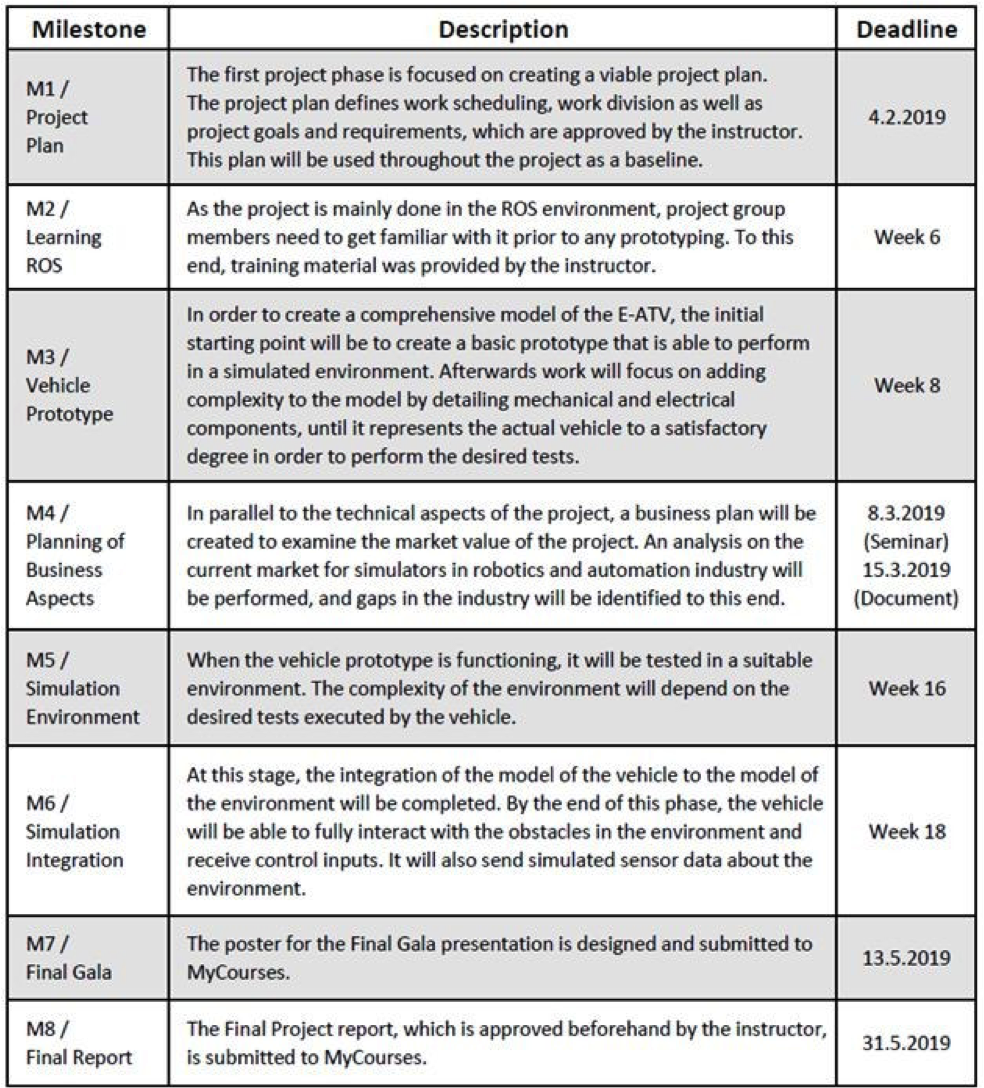 Milestone Description Deadline
M1 /
Project
Plan
The first project phase is focused on creating a viable project plan.
The project plan defines work scheduling, work division as well as
project goals and requirements, which are approved by the instructor.
This plan will be used throughout the project as a baseline.
4.2.2019
M2 /
Learning
ROS
As the project is mainly done in the ROS environment, project group
members need to get familiar with it prior to any prototyping. To this
end, training material was provided by the instructor.
Week 6
M3 /
Vehicle
Prototype
In order to create a comprehensive model of the E-ATV, the initial
starting point will be to create a basic prototype that is able to perform
in a simulated environment. Afterwards work will focus on adding
complexity to the model by detailing mechanical and electrical
components, until it represents the actual vehicle to a satisfactory
degree in order to perform the desired tests.
Week 8
M4 /
Planning of
Business
Aspects
In parallel to the technical aspects of the project, a business plan will be
created to examine the market value of the project. An analysis on the
current market for simulators in robotics and automation industry will
be performed, and gaps in the industry will be identified to this end.
8.3.2019
(Seminar)
15.3.2019
(Document)
M5 /
Simulation
Environment
When the vehicle prototype is functioning, it will be tested in a suitable
environment. The complexity of the environment will depend on the
desired tests executed by the vehicle.
Week 16
M6 /
Simulation
Integration
At this stage, the integration of the model of the vehicle to the model of
the environment will be completed. By the end of this phase, the vehicle
will be able to fully interact with the obstacles in the environment and
receive control inputs. It will also send simulated sensor data about the
environment.
Week 18
M7 /
Final Gala
The poster for the Final Gala presentation is designed and submitted to
MyCourses.
13.5.2019
M8 /
Final Report
The Final Project report, which is approved beforehand by the instructor,
is submitted to MyCourses.
31.5.2019